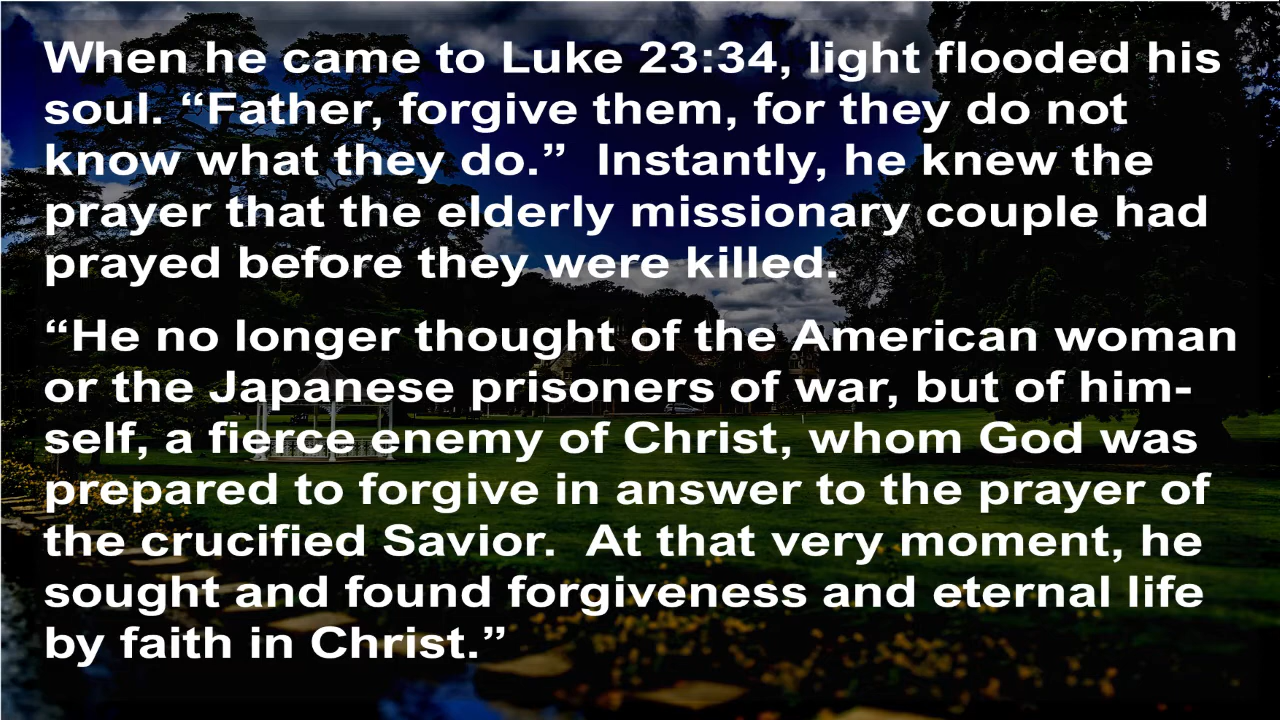 When he came to Luke 23:34, light flooded his
soul. “Father, forgive them, for they do not
know what they do.”  Instantly, he knew the
prayer that the elderly missionary couple had
prayed before they were killed.
“He no longer thought of the American woman
or the Japanese prisoners of war, but of him-
self, a fierce enemy of Christ, whom God was
prepared to forgive in answer to the prayer of
the crucified Savior.  At that very moment, he
sought and found forgiveness and eternal life
by faith in Christ.”